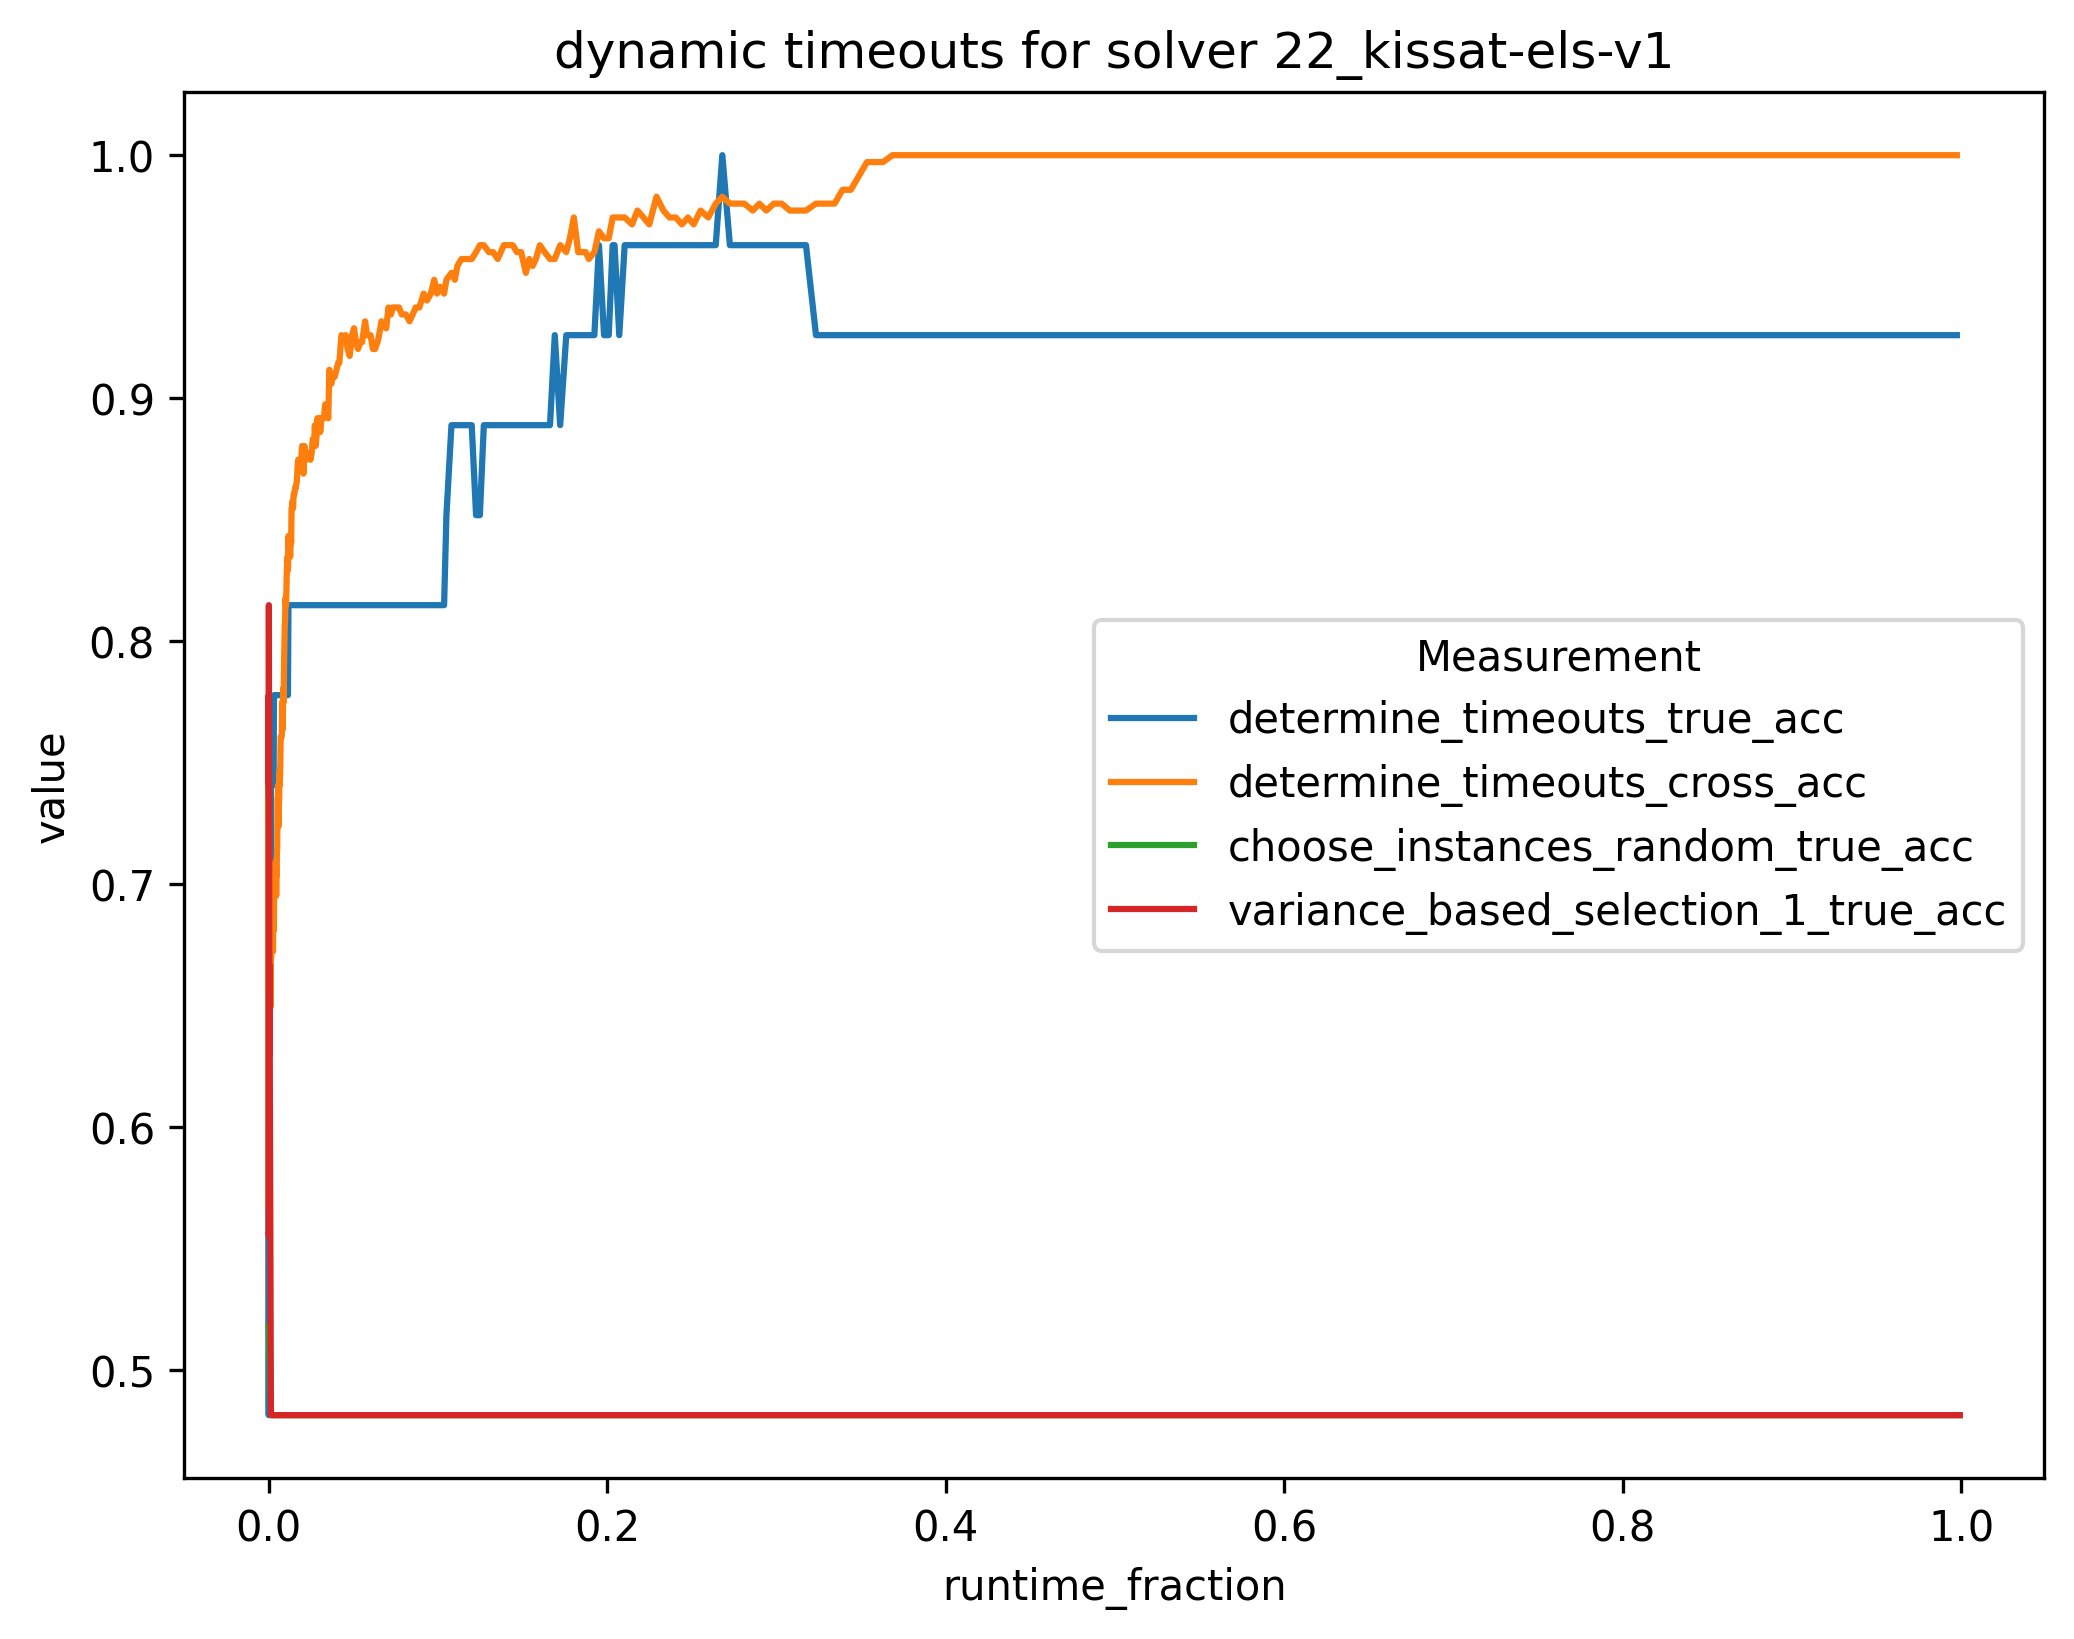 dynamic timeouts for solver 22_kissat-els-v1
value
1.0
0.9
0.8
0.7
0.6
0.5
Measurement
determine_timeouts_true_acc
determine_timeouts_cross_acc
choose_instances_random_true_acc
variance_based_selection_1_true_acc
0.0 0.2 0.4 0.6 0.8 1.0
runtime_fraction